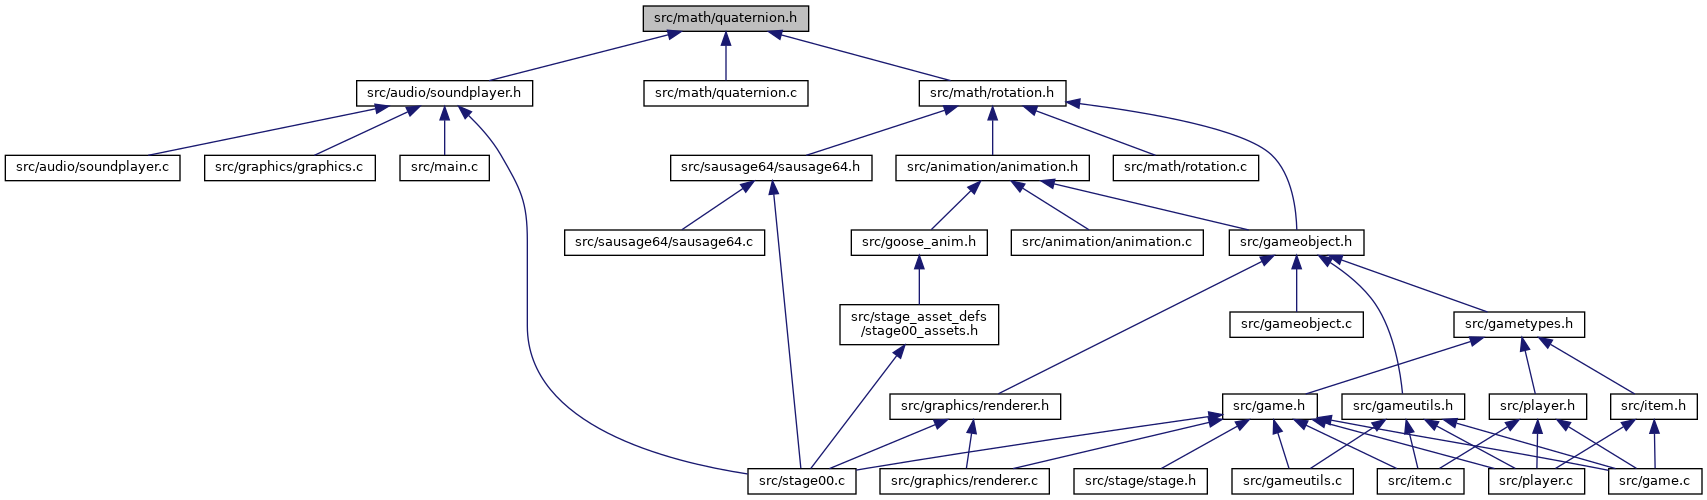 src/math/quaternion.h
src/audio/soundplayer.h
src/math/quaternion.c
src/math/rotation.h
src/audio/soundplayer.c
src/graphics/graphics.c
src/main.c
src/sausage64/sausage64.h
src/animation/animation.h
src/math/rotation.c
src/sausage64/sausage64.c
src/goose_anim.h
src/animation/animation.c
src/gameobject.h
src/stage_asset_defs
/stage00_assets.h
src/gameobject.c
src/gametypes.h
src/graphics/renderer.h
src/game.h
src/gameutils.h
src/player.h
src/item.h
src/stage00.c
src/graphics/renderer.c
src/stage/stage.h
src/gameutils.c
src/item.c
src/player.c
src/game.c